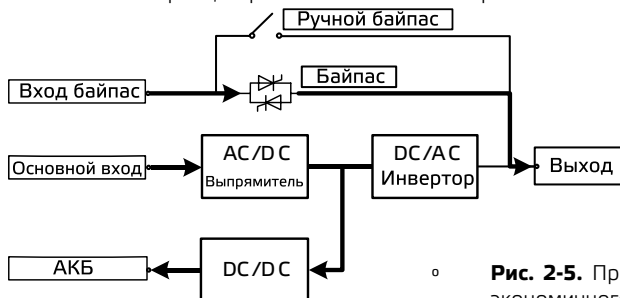 Ручной байпас
Байпас
Вход байпас
AC/DC
Выпрямитель
DC/AC
Инвертор
Основной вход
Выход
АКБ
DC/DC
Рис. 2-5. Пр